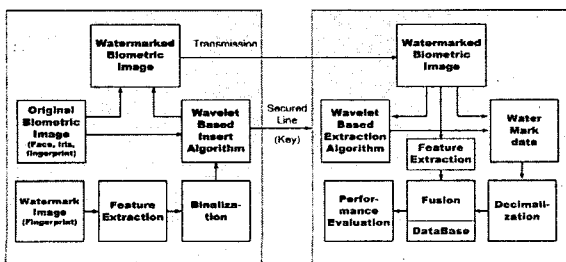 Watermarked
Biometric
Image
Transmission
Watermarked
Biometric
Image
Original
Biometric
Image
(Face, Iris,
fingerprint)
Wavelet
Based
Insert
Algorithm
Secured
Line
(Key)
Wavelet
Based
Extraction
Algorithm
Feature
Extraction
Water
Mark
data
Watermark
Image
(Fingerprint)
Feature
Extraction
Binaliza-
tion
Perfor-
mance
Evaluation
Fusion
DataBase
Decimali-
zation